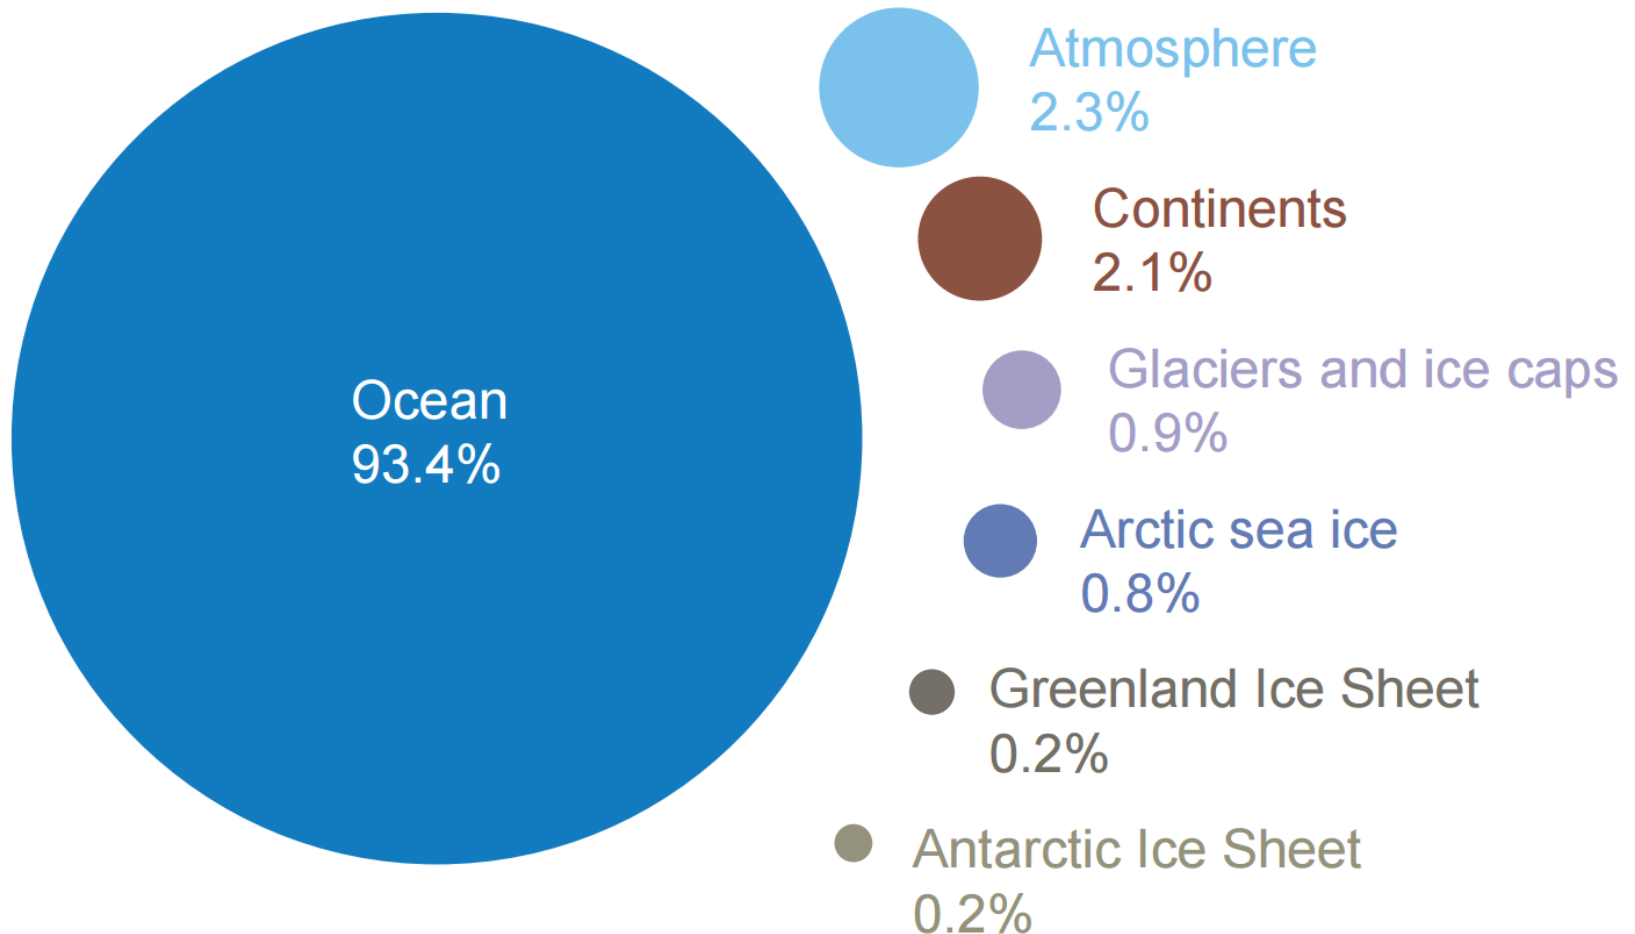 Ocean
93.4%
Atmosphere
2.3%
Continents
2.1%
Glaciers and ice caps
0.9%
Arctic sea ice
0.8%
Greenland Ice Sheet
0.2%
Antarctic Ice Sheet
0.2%